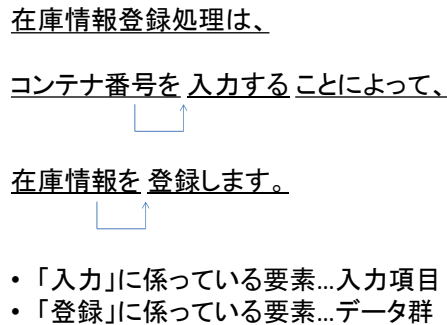 在庫情報登録処理は、
コンテナ番号を 入力する ことによって、
在庫情報を 登録します。
• 「入力」に係っている要素…入力項目
• 「登録」に係っている要素…データ群